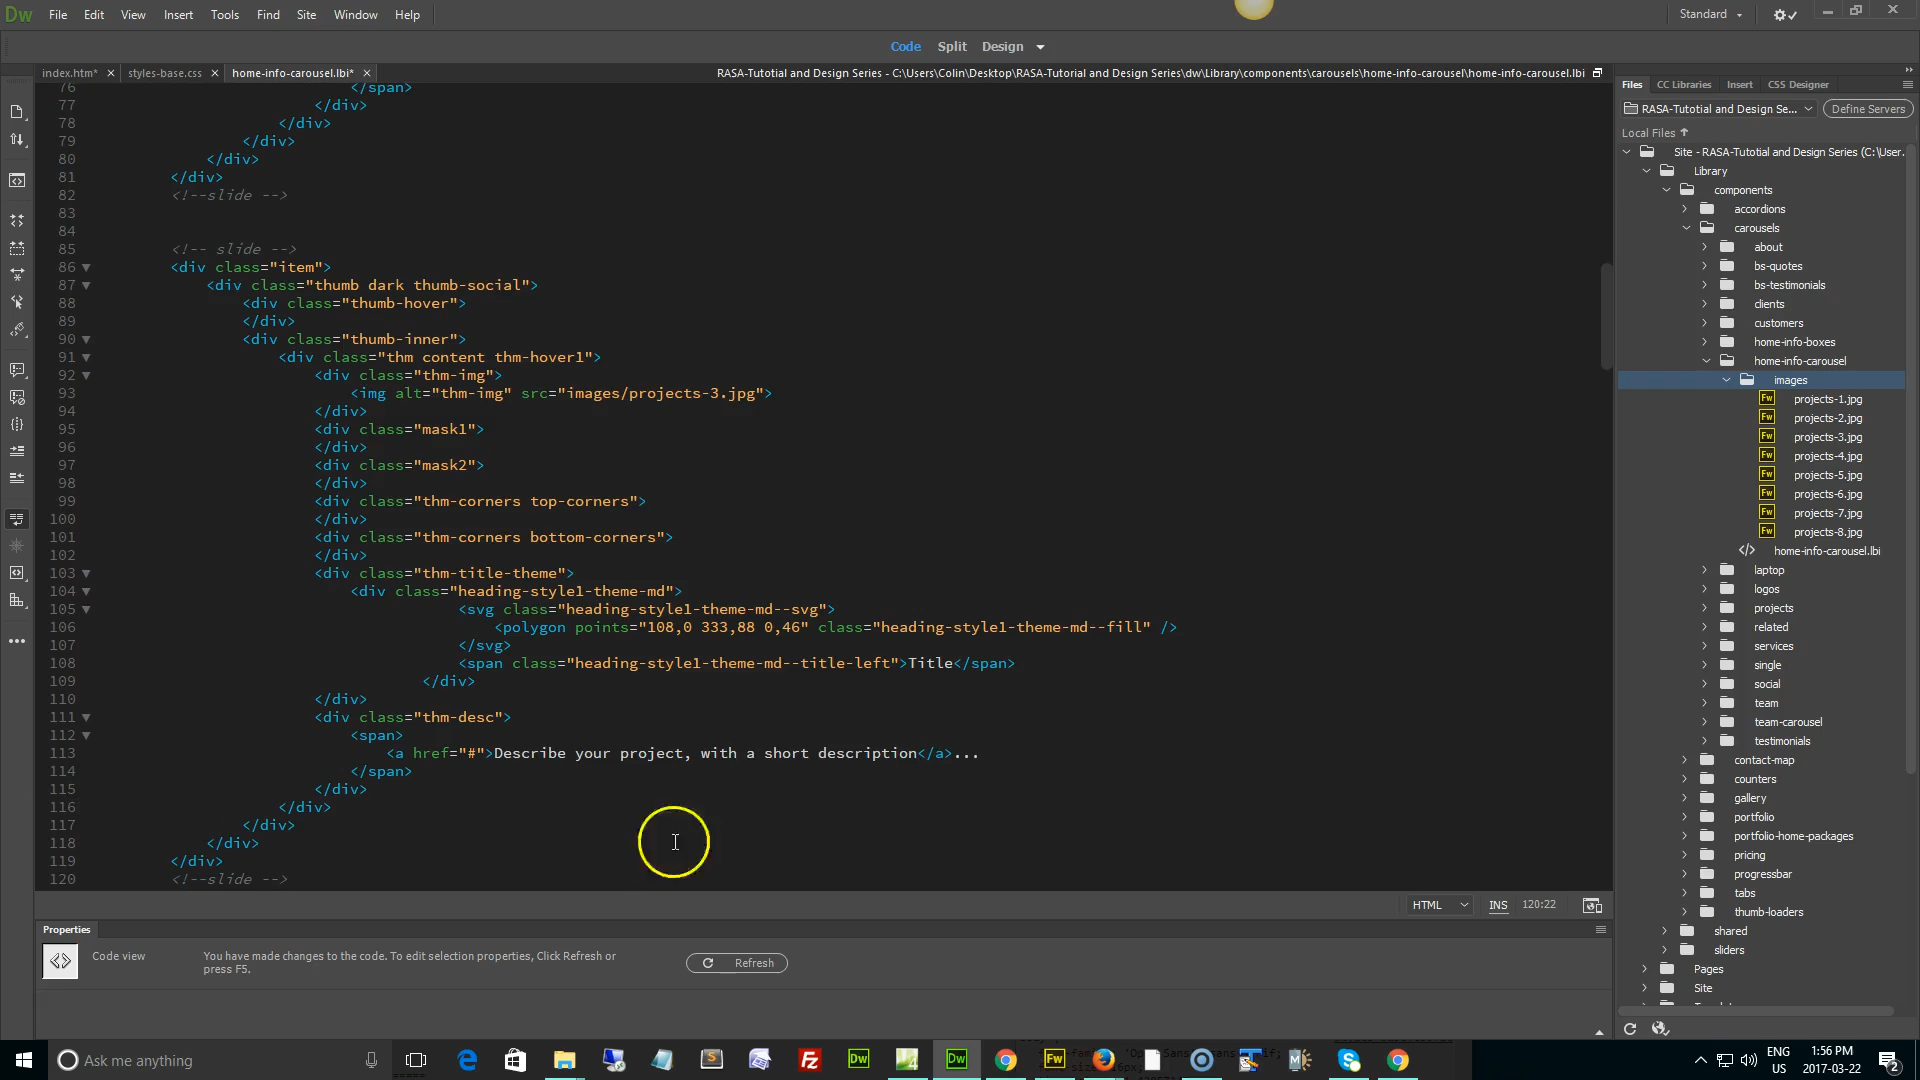 Dw File Edit View Insert Tools Find Site Window Help Standard
Code Split Design
index.htm* styles-base.css home-info-carousel.lbi* RASA-Tutotial and Design Series - C:\Users\Colin\Desktop\RASA-Tutotial and Design Series\dw\Library\components\carousels\home-info-carousel\home-info-carousel.lbi
76 </span>
77 </div>
78 </div>
79 </div>
80 </div>
81 </div>
82 <!--slide -->
83
84
85 <!-- slide -->
86 <div class="item">
87 <div class="thumb dark thumb-social">
88 <div class="thumb-hover">
89 </div>
90 <div class="thumb-inner">
91 <div class="thm content thm-hover1">
92 <div class="thm-img">
93 <img alt="thm-img" src="images/projects-3.jpg">
94 </div>
95 <div class="mask1">
96 </div>
97 <div class="mask2">
98 </div>
99 <div class="thm-corners top-corners">
100 </div>
101 <div class="thm-corners bottom-corners">
102 </div>
103 <div class="thm-title-theme">
104 <div class="heading-style1-theme-md">
105 <svg class="heading-style1-theme-md--svg">
106 <polygon points="108,0 333,88 0,46" class="heading-style1-theme-md--fill" />
107 </svg>
108 <span class="heading-style1-theme-md--title-left">Title</span>
109 </div>
110 </div>
111 <div class="thm-desc">
112 <span>
113 <a href="#">Describe your project, with a short description</a>...
114 </span>
115 </div>
116 </div>
117 </div>
118 </div>
119 </div>
120 <!--slide -->
HTML INS 120:22
Properties
Code view
You have made changes to the code. To edit selection properties, Click Refresh or
press F5.
Refresh
Files CC Libraries Insert CSS Designer
RASA-Tutotial and Design Se... Define Servers
Local Files
Site - RASA-Tutotial and Design Series (C:\User...
Library
components
accordions
carousels
about
bs-quotes
bs-testimonials
clients
customers
home-info-boxes
home-info-carousel
images
projects-1.jpg
projects-2.jpg
projects-3.jpg
projects-4.jpg
projects-5.jpg
projects-6.jpg
projects-7.jpg
projects-8.jpg
home-info-carousel.lbi
laptop
logos
projects
related
services
single
social
team
team-carousel
testimonials
contact-map
counters
gallery
portfolio
portfolio-home-packages
pricing
progressbar
tabs
thumb-loaders
shared
sliders
Pages
Site
Ask me anything
ENG
US
1:56 PM
2017-03-22
2